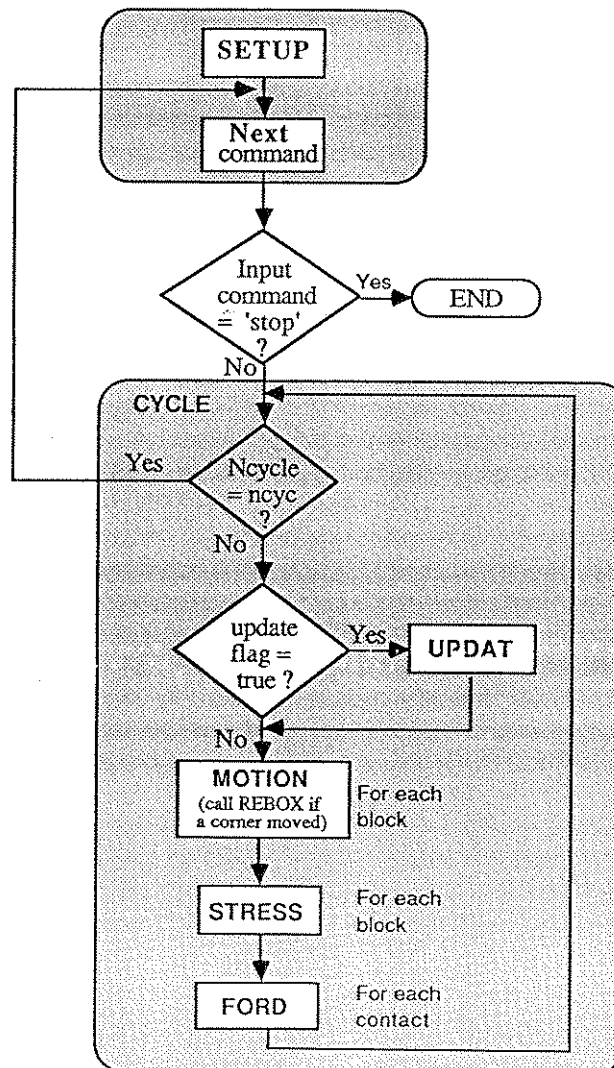 SETUP
Next
command
Input
command
= 'stop'
?
Yes
END
No
CYCLE
Yes
Ncycle
= ncyc
?
No
update
flag =
true ?
Yes
UPDAT
No
MOTION
(call REBOX if
a corner moved)
For each
block
STRESS
For each
block
FORD
For each
contact